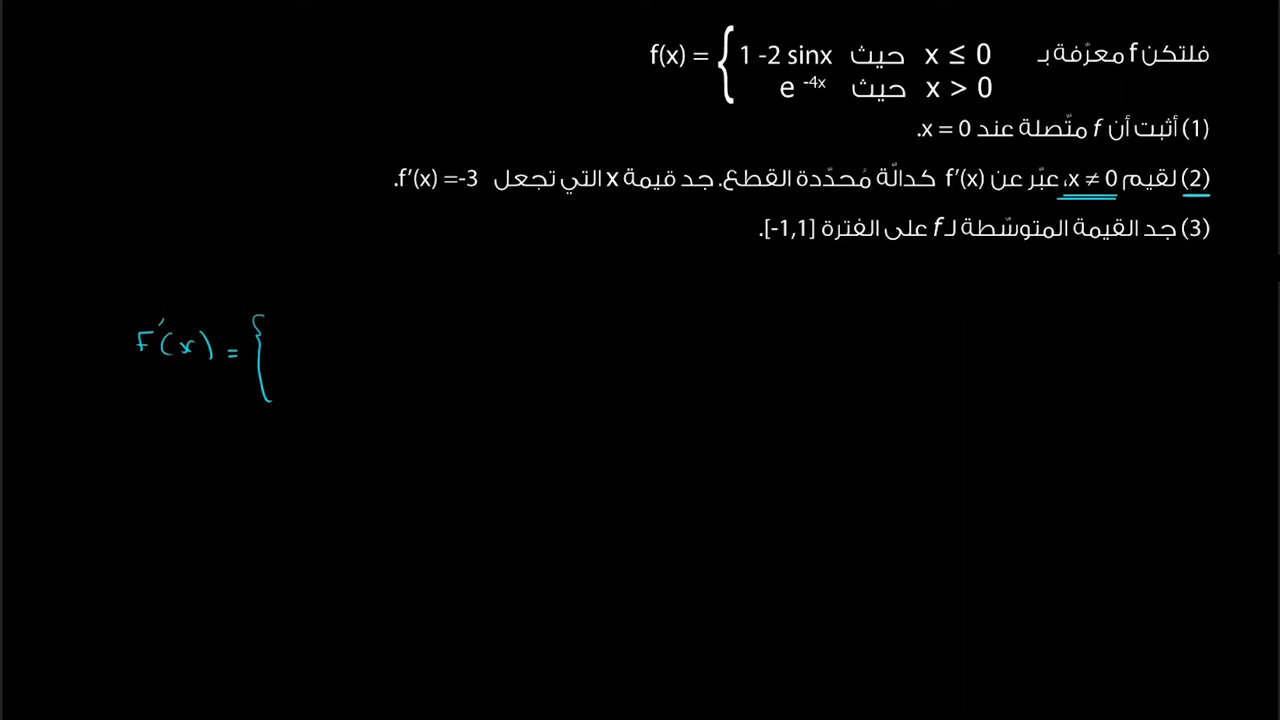 فلتكن f معرّفة بـ f(x) = { 1 -2 sinx حيث x ≤ 0
e^-4x حيث x > 0
(1) أثبت أن f متّصلة عند x = 0.
(2) لقيم x ≠ 0، عبّر عن f'(x) كدالّة مُحدّدة القطع. جد قيمة x التي تجعل f'(x) =-3.
(3) جد القيمة المتوسّطة لـ f على الفترة [-1,1].
F'(x) = {